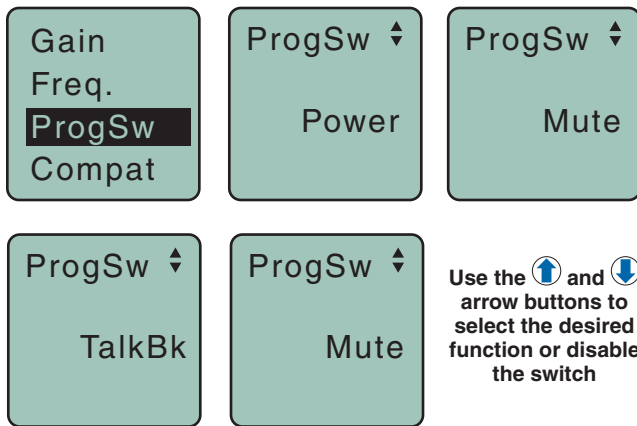 Gain
Freq.
ProgSw
Compat
ProgSw
Power
ProgSw
Mute
ProgSw
TalkBk
ProgSw
Mute
Use the and
arrow buttons to
select the desired
function or disable
the switch